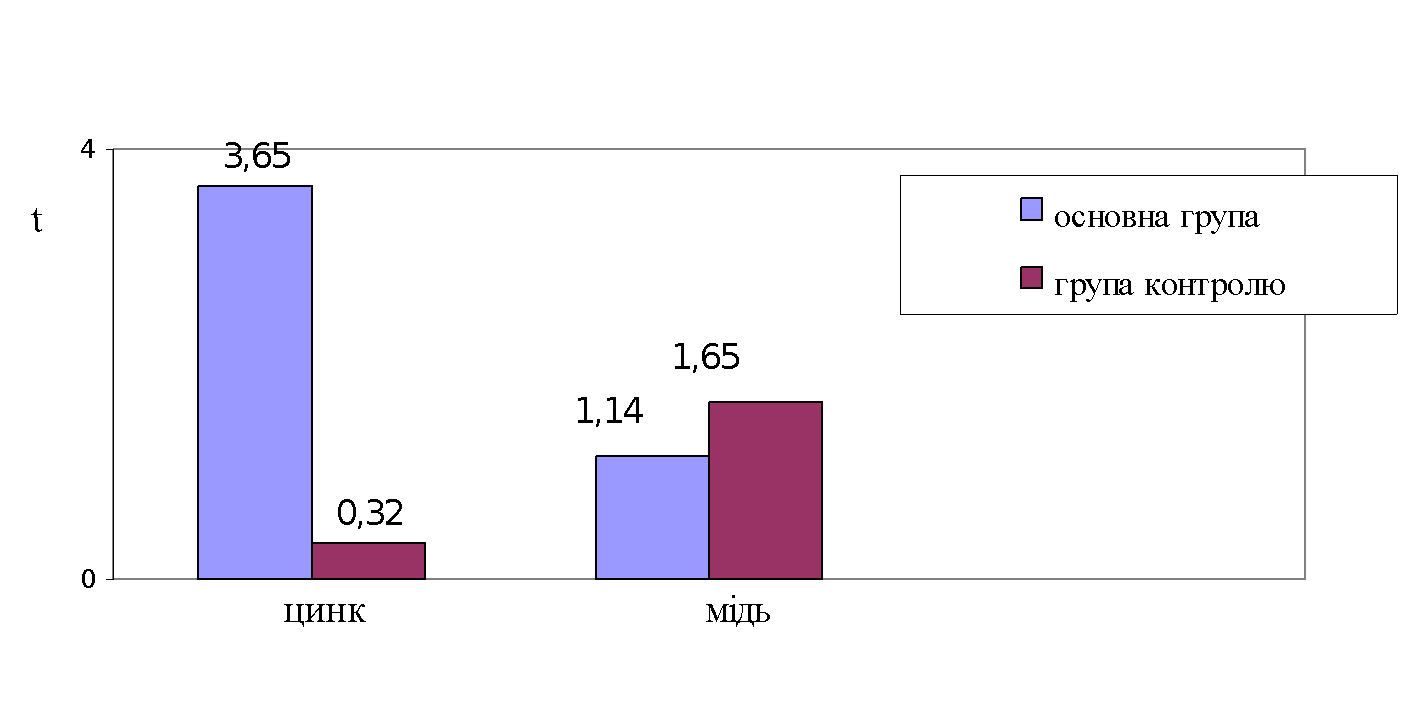 4
3,65
t
основна група
група контролю
1,65
1,14
0,32
0
цинк
мідь